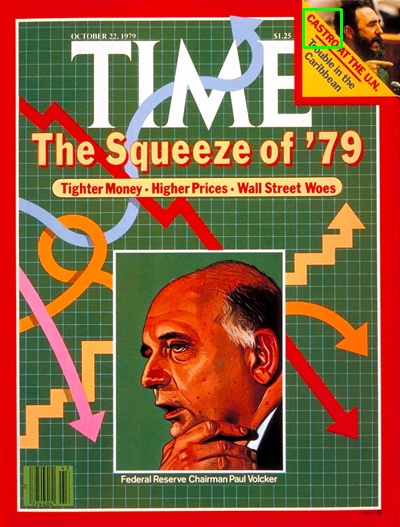 OCTOBER 22, 1979
$1.25
TIME
CASTRO AT THE U.N.
Trouble in the
Caribbean
The Squeeze of '79
Tighter Money • Higher Prices • Wall Street Woes
Federal Reserve Chairman Paul Volcker